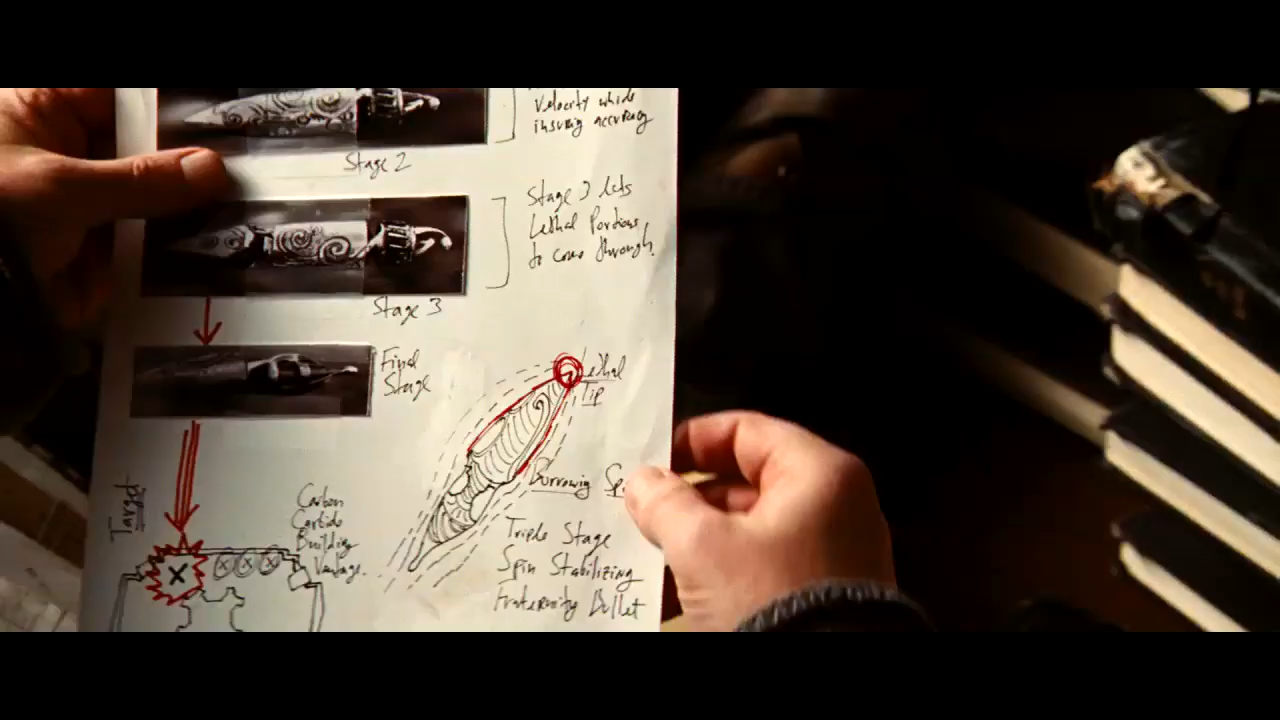 Velocity while
insuring accuracy
Stage 2
Stage 3 lets
Lethal Portions
to come through.
Stage 3
Final
Stage
Lethal
Tip
Burrowing
Target
Carbon
Carbide
Building
Vantage.
Triple Stage
Spin Stabilizing
Fraternity Bullet